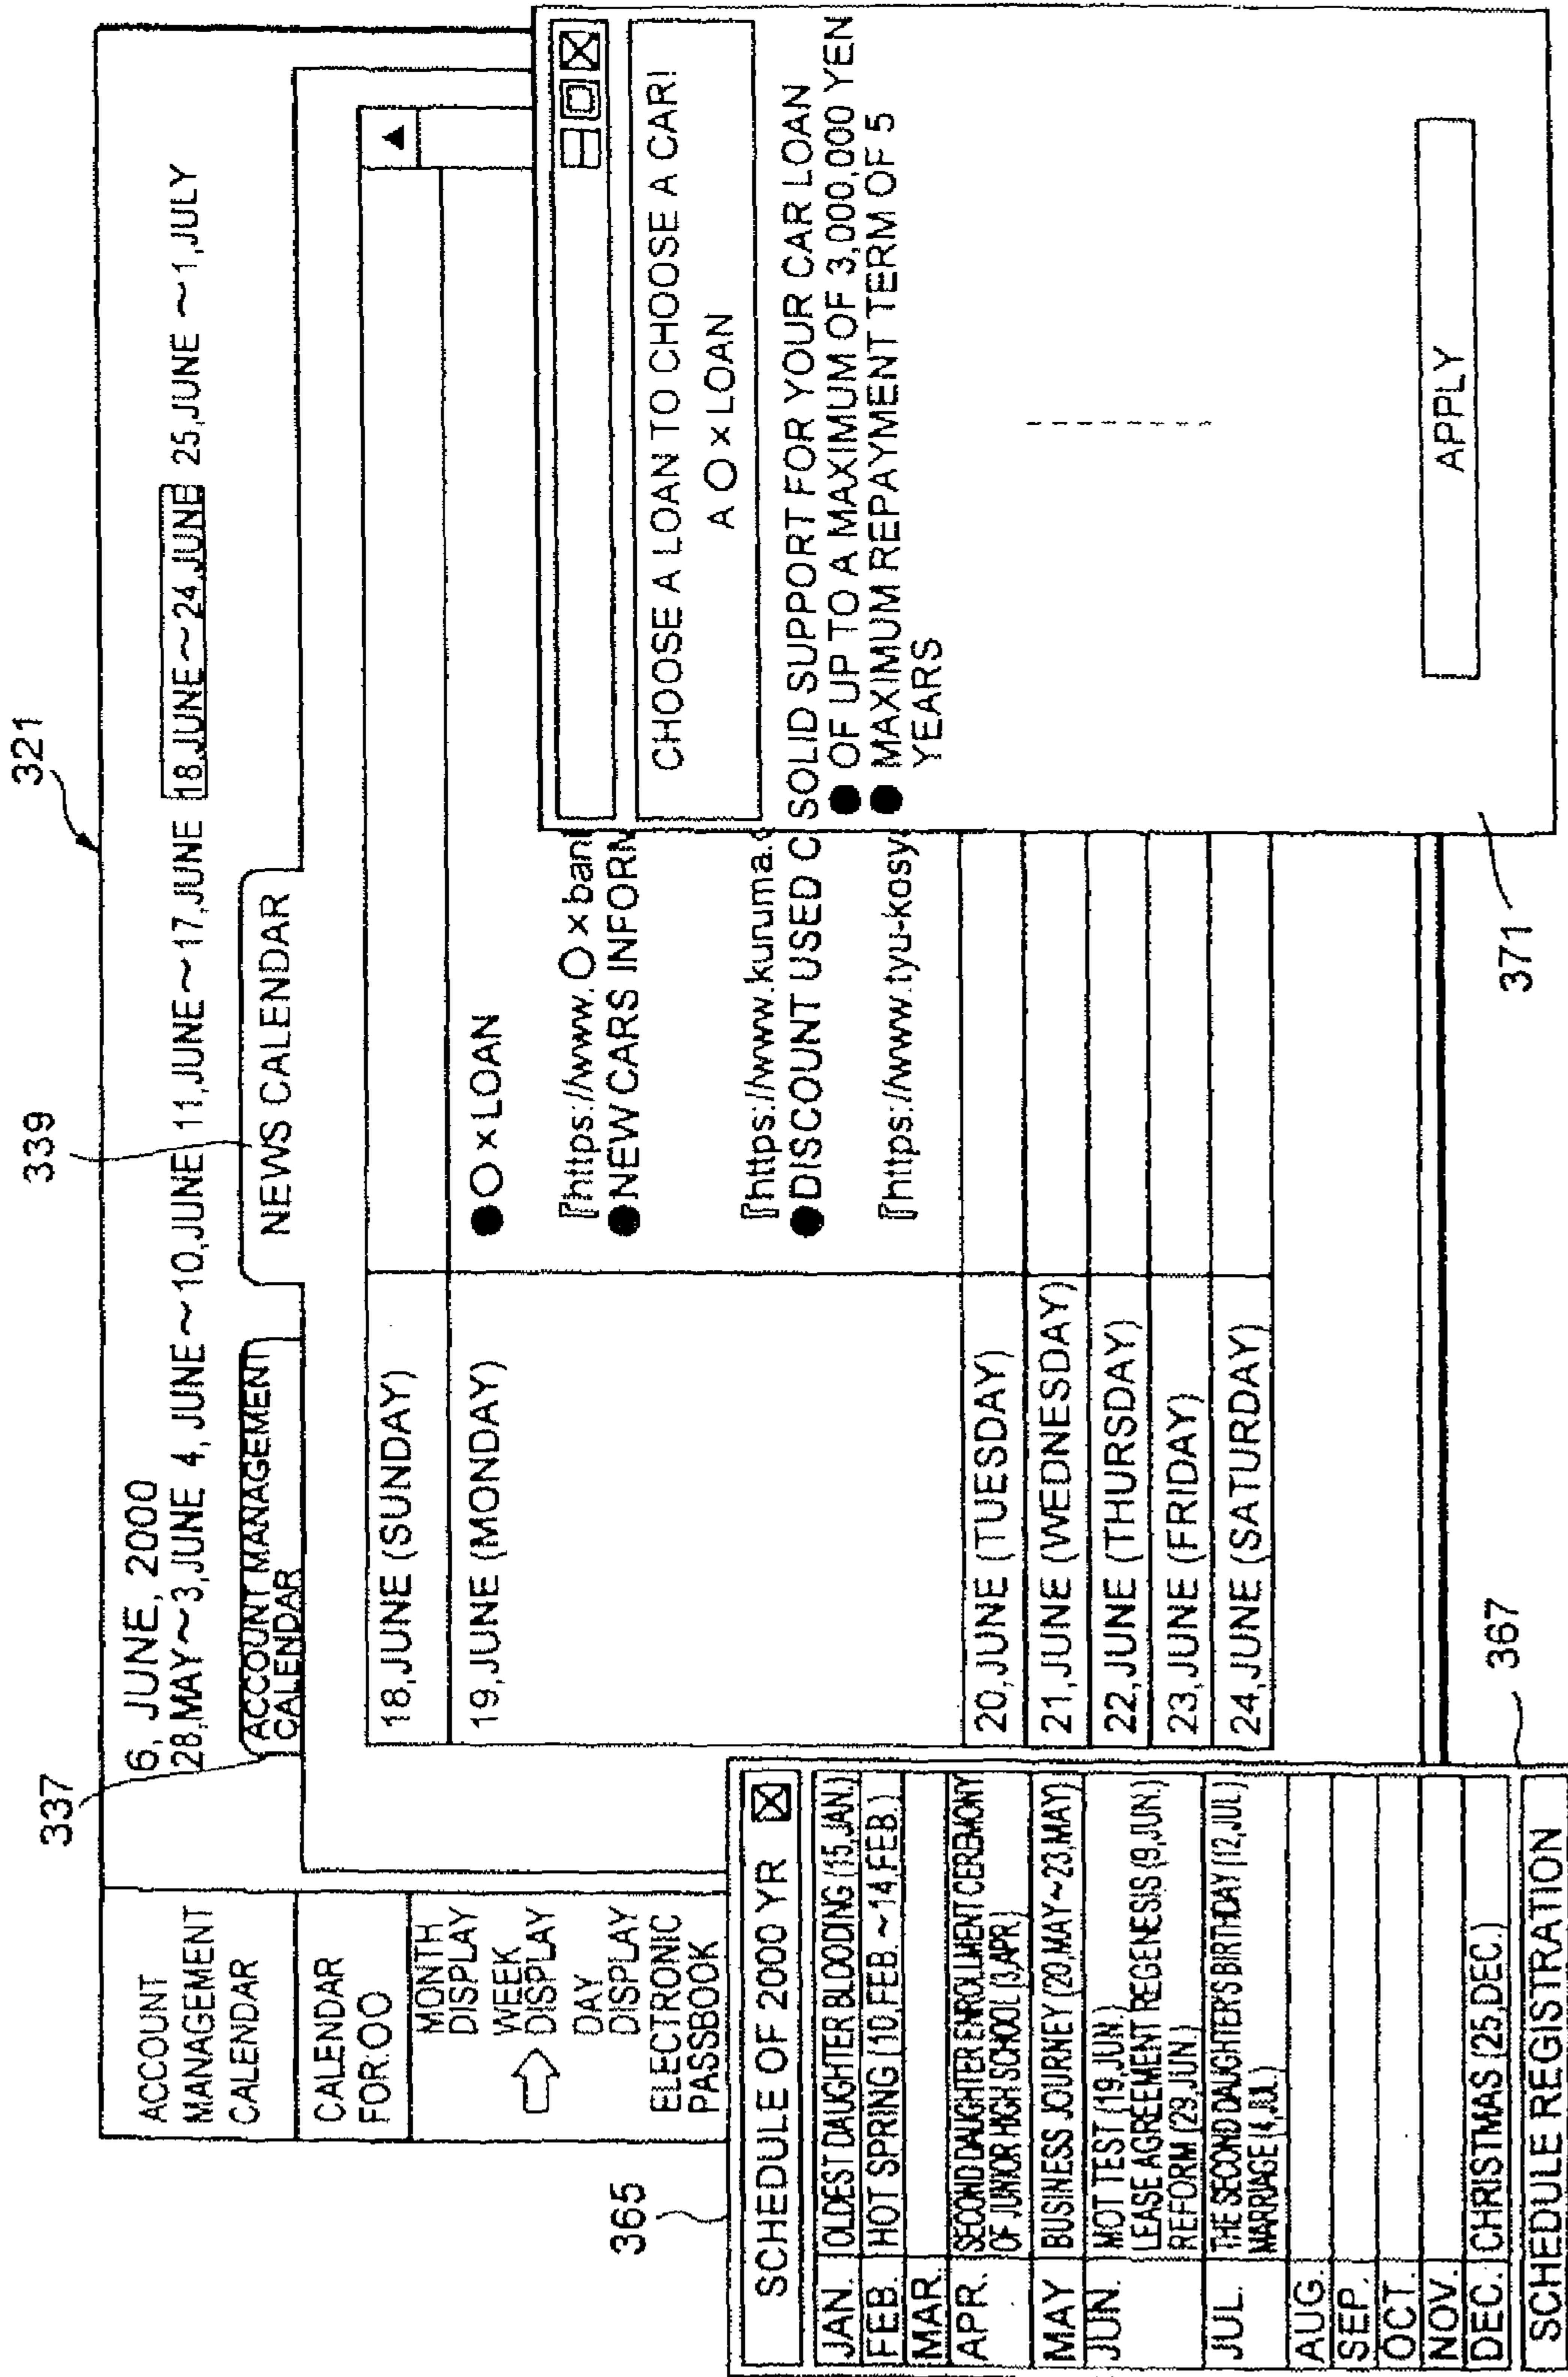 321
339
337
6, JUNE, 2000
28,MAY~3,JUNE 4, JUNE~10,JUNE 11,JUNE~17,JUNE 18,JUNE~24,JUNE 25,JUNE~1,JULY
ACCOUNT MANAGEMENT
CALENDAR
NEWS CALENDAR
ACCOUNT
MANAGEMENT
CALENDAR
CALENDAR
FOR:OO
MONTH
DISPLAY
WEEK
DISPLAY
DAY
DISPLAY
ELECTRONIC
PASSBOOK
18,JUNE (SUNDAY)
19,JUNE (MONDAY)
●O×LOAN
『https://www.O×ban
●NEW CARS INFORM
『https://www.kuruma.c
●DISCOUNT USED C
『https://www.tyu-kosy
20,JUNE (TUESDAY)
21,JUNE (WEDNESDAY)
22,JUNE (THURSDAY)
23,JUNE (FRIDAY)
24,JUNE (SATURDAY)
CHOOSE A LOAN TO CHOOSE A CAR!
A O×LOAN
SOLID SUPPORT FOR YOUR CAR LOAN
●OF UP TO A MAXIMUM OF 3,000,000 YEN
●MAXIMUM REPAYMENT TERM OF 5
YEARS
APPLY
371
365
SCHEDULE OF 2000 YR
JAN. OLDEST DAUGHTER BLOODING (15,JAN.)
FEB. HOT SPRING (10,FEB.~14,FEB.)
MAR.
APR. SECOND DAUGHTER ENROLLMENT CEREMONY
OF JUNIOR HIGH SCHOOL (3,APR.)
MAY BUSINESS JOURNEY (20,MAY~23,MAY)
JUN. MOT TEST (19,JUN.)
LEASE AGREEMENT REGENESIS (9,JUN.)
REFORM (29,JUN.)
JUL. THE SECOND DAUGHTER'S BIRTHDAY (12,JUL.)
MARRIAGE (4,JUL.)
AUG.
SEP.
OCT.
NOV.
DEC. CHRISTMAS (25,DEC.)
SCHEDULE REGISTRATION
367